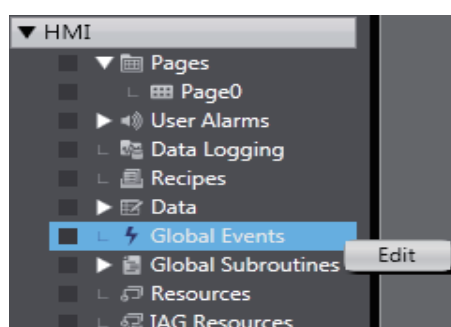 HMI
Pages
Page0
User Alarms
Data Logging
Recipes
Data
Global Events
Edit
Global Subroutines
Resources
IAG Resources